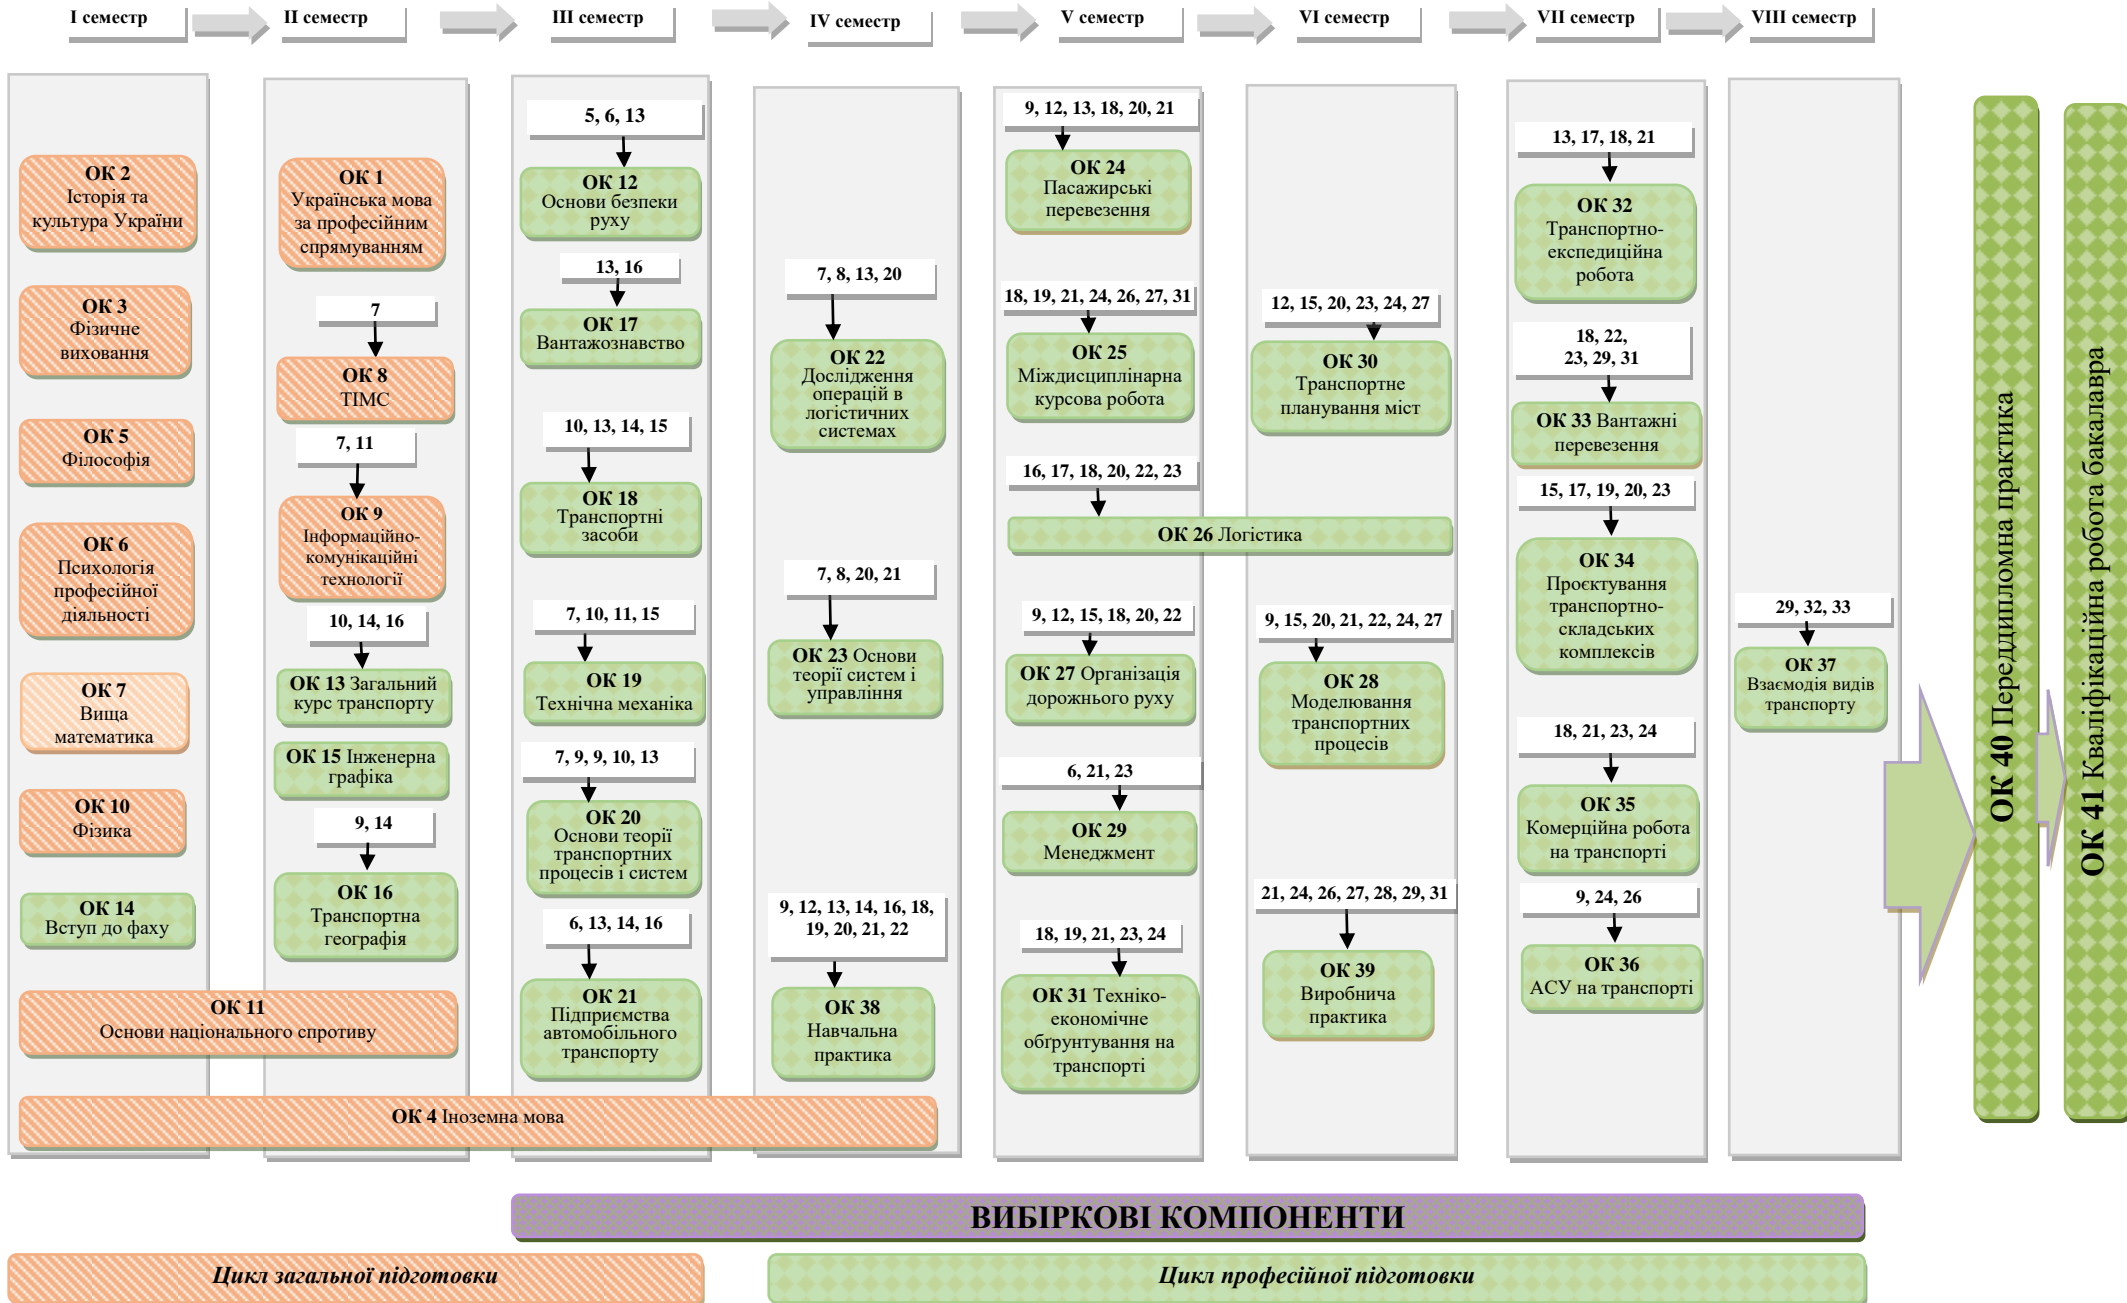 I семестр
II семестр
III семестр
IV семестр
V семестр
VI семестр
VII семестр
VIII семестр
ОК 2
Історія та
культура України
ОК 3
Фізичне
виховання
ОК 5
Філософія
ОК 6
Психологія
професійної
діяльності
ОК 7
Вища
математика
ОК 10
Фізика
ОК 14
Вступ до фаху
ОК 11
Основи національного спротиву
ОК 4 Іноземна мова
ОК 1
Українська мова
за професійним
спрямуванням
7
ОК 8
ТІМС
7, 11
ОК 9
Інформаційно-
комунікаційні
технології
10, 14, 16
ОК 13 Загальний
курс транспорту
ОК 15 Інженерна
графіка
9, 14
ОК 16
Транспортна
географія
5, 6, 13
ОК 12
Основи безпеки
руху
13, 16
ОК 17
Вантажознавство
10, 13, 14, 15
ОК 18
Транспортні
засоби
7, 10, 11, 15
ОК 19
Технічна механіка
7, 9, 9, 10, 13
ОК 20
Основи теорії
транспортних
процесів і систем
6, 13, 14, 16
ОК 21
Підприємства
автомобільного
транспорту
7, 8, 13, 20
ОК 22
Дослідження
операцій в
логістичних
системах
7, 8, 20, 21
ОК 23 Основи
теорії систем і
управління
9, 12, 13, 14, 16, 18,
19, 20, 21, 22
ОК 38
Навчальна
практика
9, 12, 13, 18, 20, 21
ОК 24
Пасажирські
перевезення
18, 19, 21, 24, 26, 27, 31
ОК 25
Міждисциплінарна
курсова робота
16, 17, 18, 20, 22, 23
ОК 26 Логістика
9, 12, 15, 18, 20, 22
ОК 27 Організація
дорожнього руху
6, 21, 23
ОК 29
Менеджмент
18, 19, 21, 23, 24
ОК 31 Техніко-
економічне
обґрунтування на
транспорті
12, 15, 20, 23, 24, 27
ОК 30
Транспортне
планування міст
9, 15, 20, 21, 22, 24, 27
ОК 28
Моделювання
транспортних
процесів
21, 24, 26, 27, 28, 29, 31
ОК 39
Виробнича
практика
13, 17, 18, 21
ОК 32
Транспортно-
експедиційна
робота
18, 22,
23, 29, 31
ОК 33 Вантажні
перевезення
15, 17, 19, 20, 23
ОК 34
Проєктування
транспортно-
складських
комплексів
18, 21, 23, 24
ОК 35
Комерційна робота
на транспорті
9, 24, 26
ОК 36
АСУ на транспорті
29, 32, 33
ОК 37
Взаємодія видів
транспорту
ОК 40 Переддипломна практика
ОК 41 Кваліфікаційна робота бакалавра
ВИБІРКОВІ КОМПОНЕНТИ
Цикл загальної підготовки
Цикл професійної підготовки